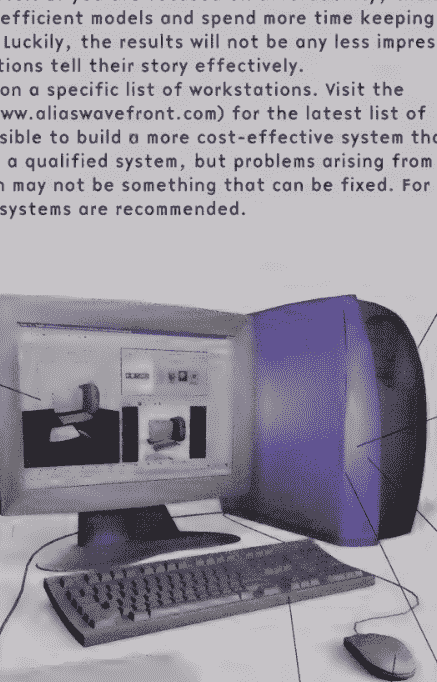 efficient models and spend more time keeping
Luckily, the results will not be any less impres
tions tell their story effectively.
on a specific list of workstations. Visit the
ww.aliaswavefront.com) for the latest list of
sible to build a more cost-effective system tha
a qualified system, but problems arising from
n may not be something that can be fixed. For
systems are recommended.